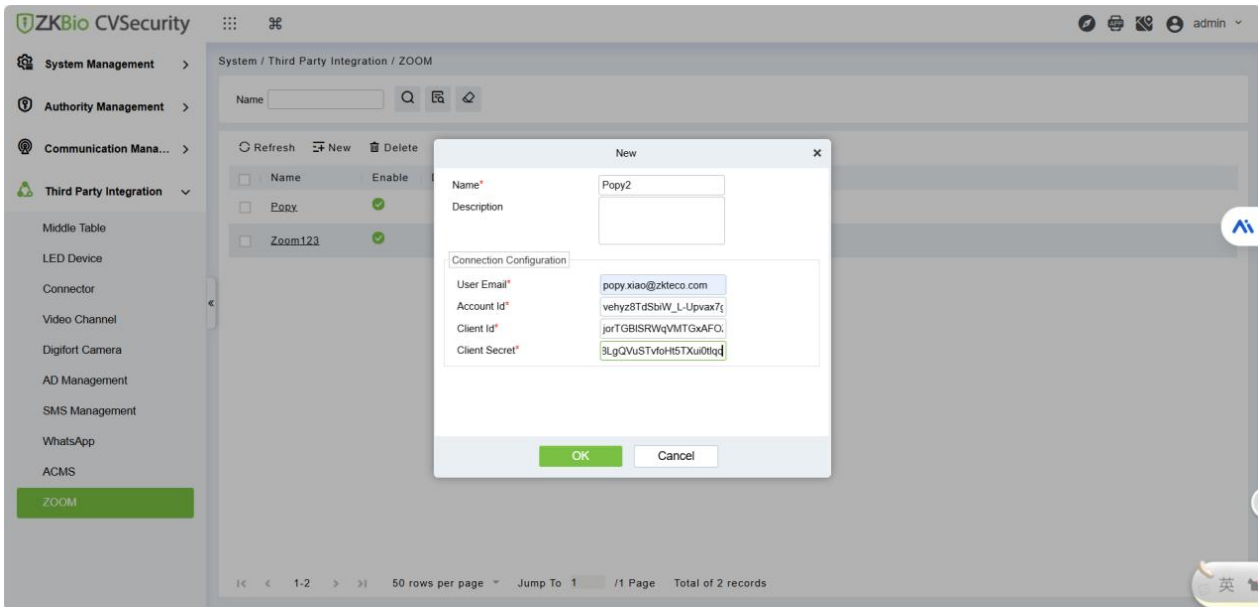 ZKBio CVSecurity
admin
System Management
Authority Management
Communication Mana...
Third Party Integration
Middle Table
LED Device
Connector
Video Channel
Digifort Camera
AD Management
SMS Management
WhatsApp
ACMS
ZOOM
System / Third Party Integration / ZOOM
Name
Refresh New Delete
Name Enable
Popy
Zoom123
New
Name* Popy2
Description
Connection Configuration
User Email* popy.xiao@zkteco.com
Account Id* vehyz8TdSbiW_L-Upvax7g
Client Id*
Client Secret*
OK Cancel
1-2 50 rows per page Jump To 1 /1 Page Total of 2 records
英